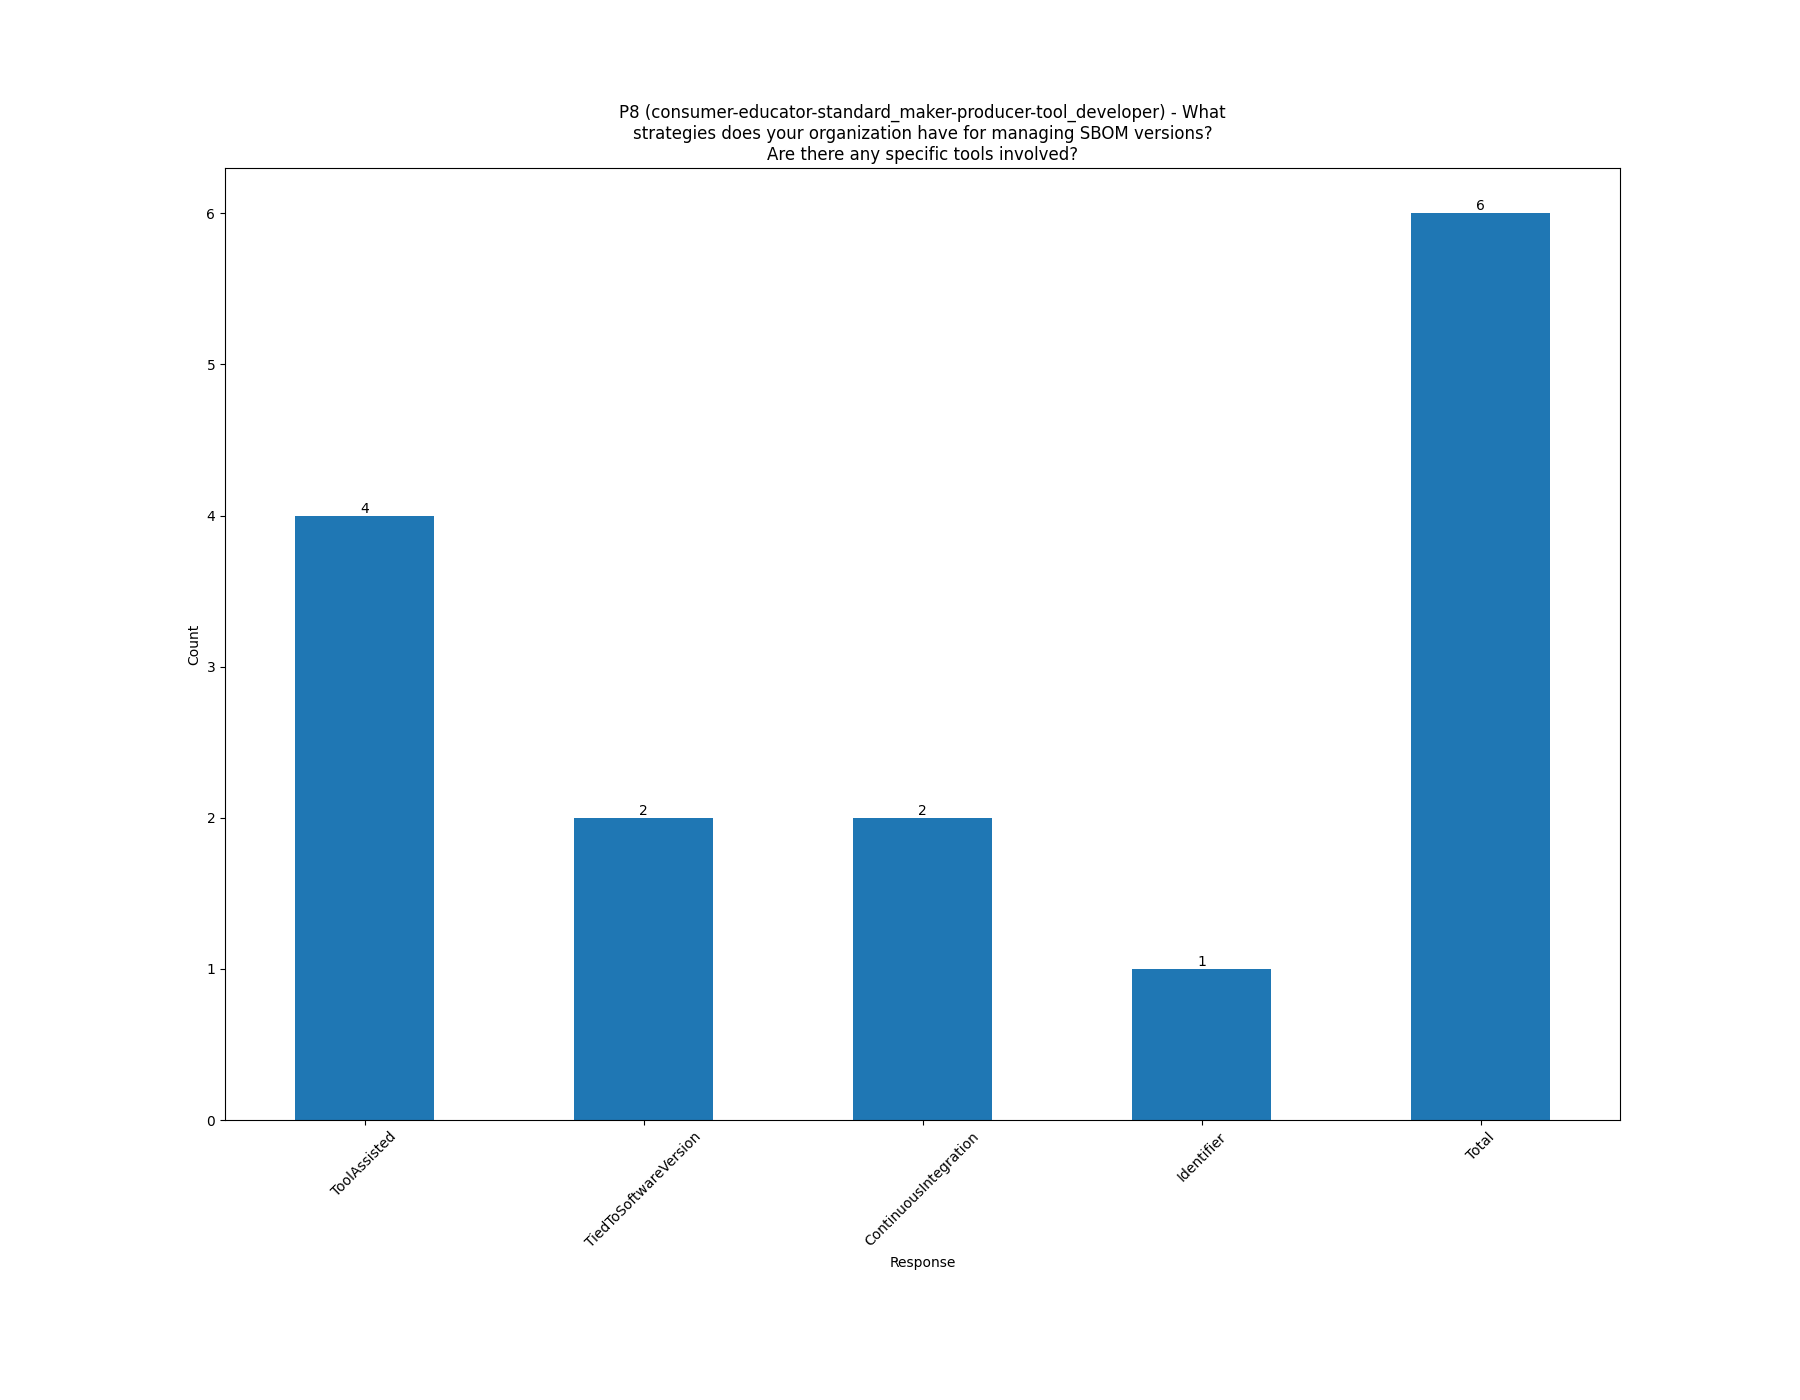 P8 (consumer-educator-standard_maker-producer-tool_developer) - What
strategies does your organization have for managing SBOM versions?
Are there any specific tools involved?
6
5
4
3
2
1
0
Count
4
2
2
1
6
ToolAssisted
TiedToSoftwareVersion
ContinuousIntegration
Identifier
Total
Response